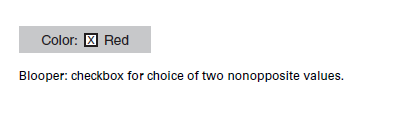 Color: [X] Red
Blooper: checkbox for choice of two nonopposite values.